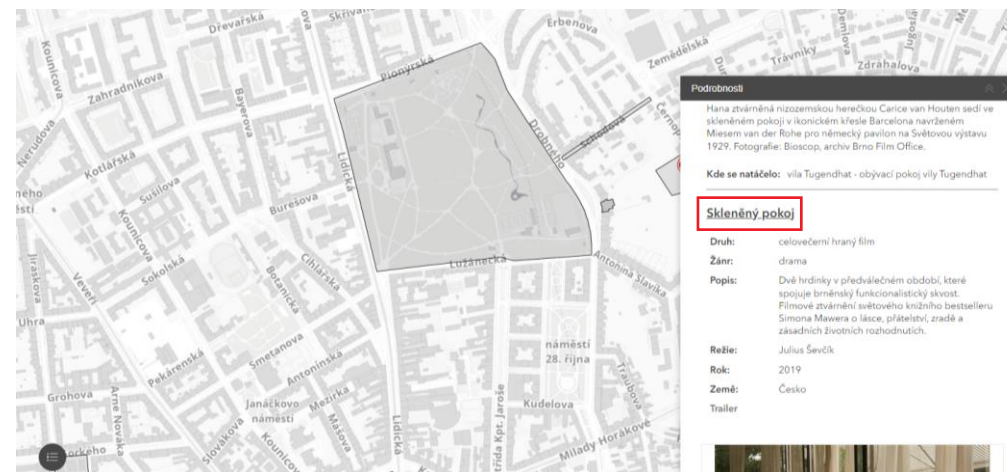 Dřevařská
Erbenova
Zemědělská
Trávníky
Zdráhalova
Kounicova
Zahradníkova
Bayerova
Pionýrská
Drobného
Schodová
Nerudova
Kotlářská
Sušilova
Burešova
Lidická
Kounicova
Jiráskova
Veveří
Sokolská
Botanická
Cihlářská
Lužánecká
Antonína Slavíka
Smetanova
Antonínská
Pekárenská
Grohova
Arne Nováka
Janáčkovo
náměstí
Mezírka
Mášova
Slovákova
Kounicova
Lidická
třída Kpt. Jaroše
náměstí
28. října
Kudelova
Traubova
Milady Horákové
Podrobnosti
Hana ztvárněná nizozemskou herečkou Carice van Houten sedí ve
skleněném pokoji v ikonickém křesle Barcelona navrženém
Miesem van der Rohe pro německý pavilon na Světovou výstavu
1929. Fotografie: Bioscop, archiv Brno Film Office.
Kde se natáčelo: vila Tugendhat - obývací pokoj vily Tugendhat
Skleněný pokoj
Druh: celovečerní hraný film
Žánr: drama
Popis: Dvě hrdinky v předválečném období, které
spojuje brněnský funkcionalistický skvost.
Filmové ztvárnění světového knižního bestselleru
Simona Mawera o lásce, přátelství, zradě a
zásadních životních rozhodnutích.
Režie: Julius Ševčík
Rok: 2019
Země: Česko
Trailer